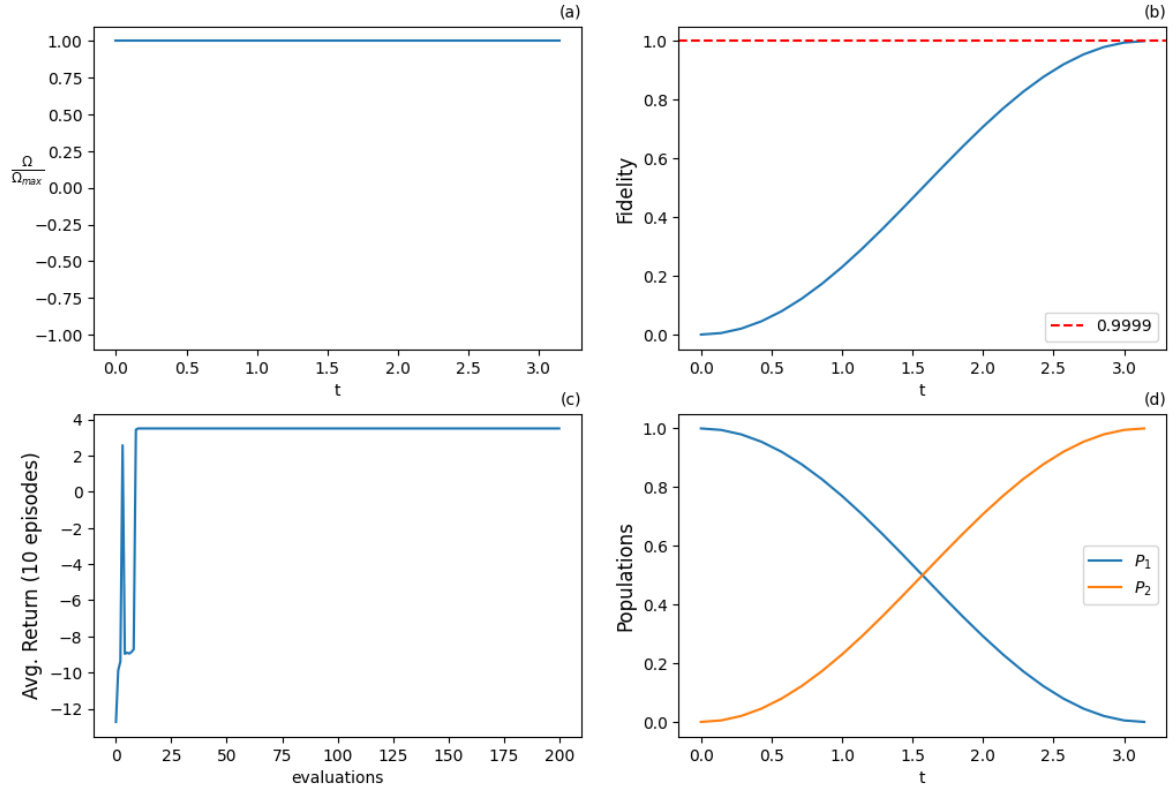 (a)
1.00
0.75
0.50
0.25
0.00
−0.25
−0.50
−0.75
−1.00
Ω
Ωmax
0.0 0.5 1.0 1.5 2.0 2.5 3.0
t
(b)
1.0
0.8
0.6
0.4
0.2
0.0
Fidelity
0.9999
0.0 0.5 1.0 1.5 2.0 2.5 3.0
t
(c)
4
2
0
−2
−4
−6
−8
−10
−12
Avg. Return (10 episodes)
0 25 50 75 100 125 150 175 200
evaluations
(d)
1.0
0.8
0.6
0.4
0.2
0.0
Populations
P1
P2
0.0 0.5 1.0 1.5 2.0 2.5 3.0
t